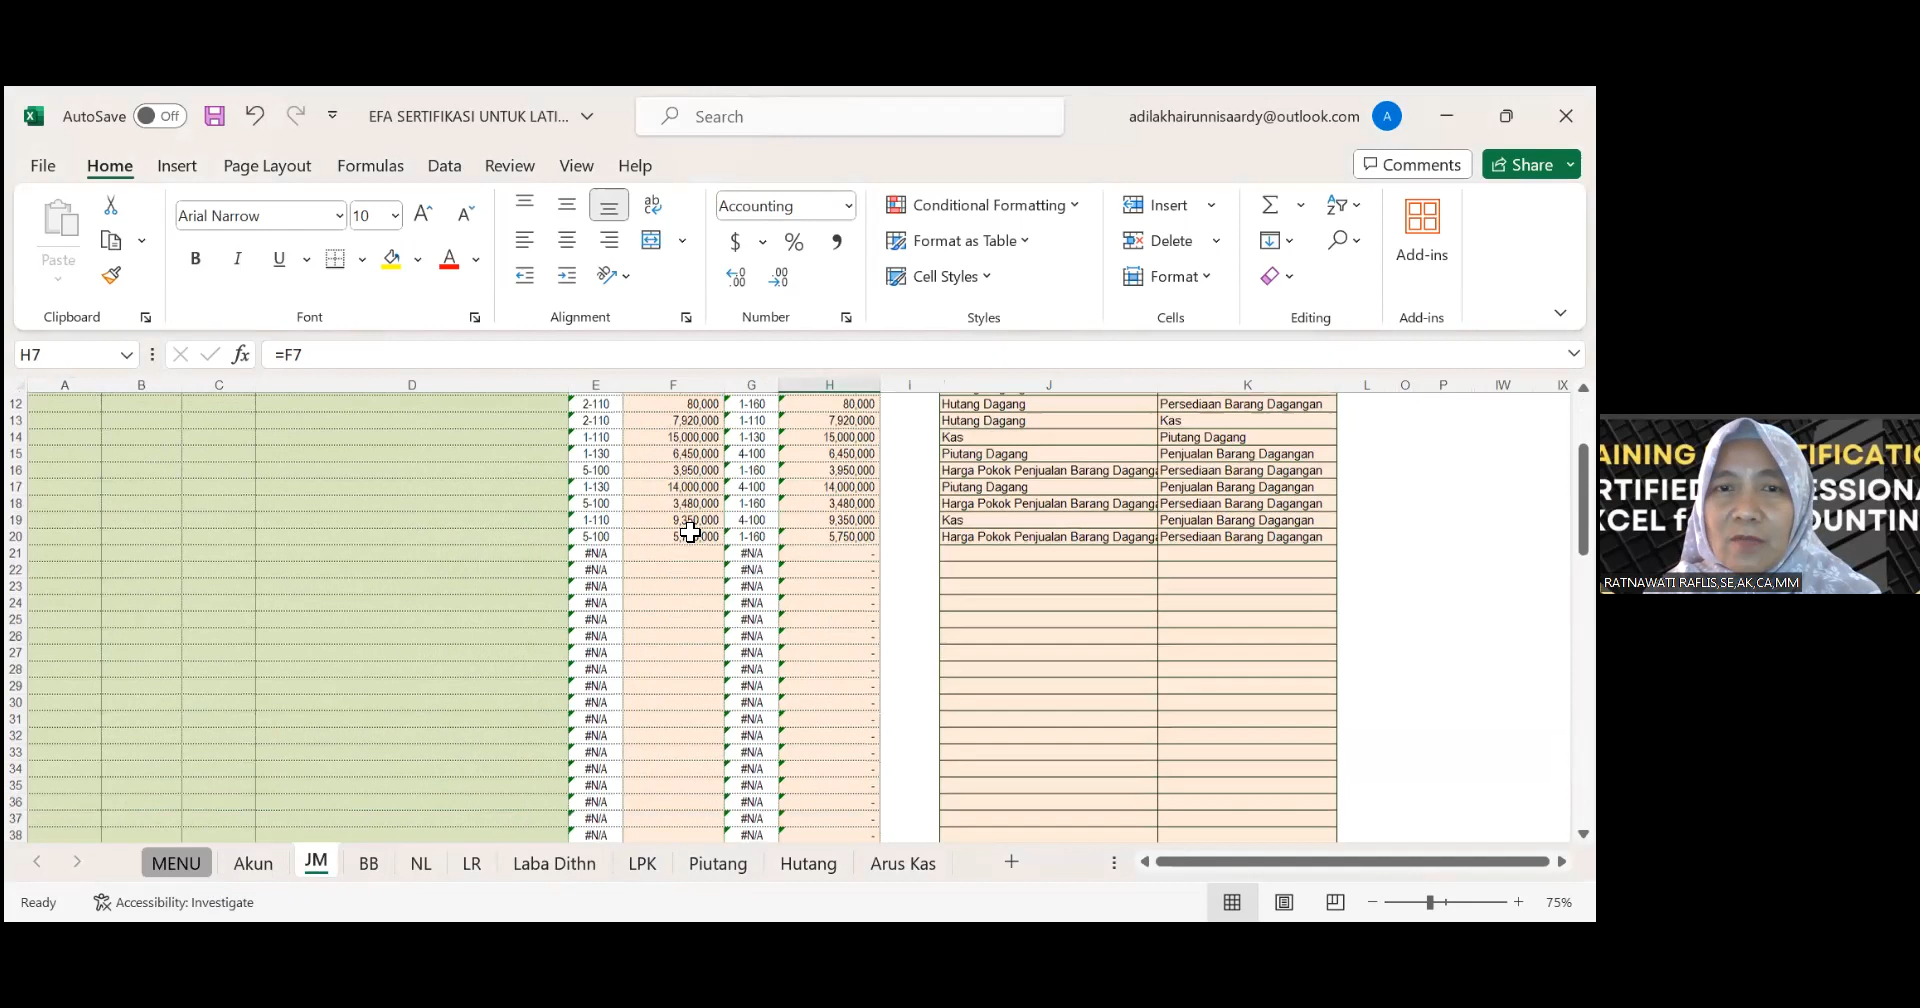 AutoSave Off EFA SERTIFIKASI UNTUK LATI... Search adilakhairunnisaardy@outlook.com A
File Home Insert Page Layout Formulas Data Review View Help Comments Share
Paste Arial Narrow 10 Accounting Conditional Formatting Insert
B I U A $ % Format as Table Delete
Cell Styles Format Add-ins
Clipboard Font Alignment Number Styles Cells Editing Add-ins
H7 fx =F7
A B C D E F G H I J K L O P IW IX
12 2-110 80,000 1-160 80,000 Hutang Dagang Persediaan Barang Dagangan
13 2-110 7,920,000 1-110 7,920,000 Hutang Dagang Kas
14 1-110 15,000,000 1-130 15,000,000 Kas Piutang Dagang
15 1-130 6,450,000 4-100 6,450,000 Piutang Dagang Penjualan Barang Dagangan
16 5-100 3,950,000 1-160 3,950,000 Harga Pokok Penjualan Barang Dagang Persediaan Barang Dagangan
17 1-130 14,000,000 4-100 14,000,000 Piutang Dagang Penjualan Barang Dagangan
18 5-100 3,480,000 1-160 3,480,000 Harga Pokok Penjualan Barang Dagang Persediaan Barang Dagangan
19 1-110 9,350,000 4-100 9,350,000 Kas Penjualan Barang Dagangan
20 5-100 1-160 5,750,000 Harga Pokok Penjualan Barang Dagang Persediaan Barang Dagangan
21 #N/A #N/A -
22 #N/A #N/A -
23 #N/A #N/A -
24 #N/A #N/A -
25 #N/A #N/A -
26 #N/A #N/A -
27 #N/A #N/A -
28 #N/A #N/A -
29 #N/A #N/A -
30 #N/A #N/A -
31 #N/A #N/A -
32 #N/A #N/A -
33 #N/A #N/A -
34 #N/A #N/A -
35 #N/A #N/A -
36 #N/A #N/A -
37 #N/A #N/A -
38 #N/A #N/A -
MENU Akun JM BB NL LR Laba Dithn LPK Piutang Hutang Arus Kas
Ready Accessibility: Investigate 75%
AINING TIFICATIO
RTIFIED ESSIONA
XCEL f OUNTIN
RATNAWATI RAFLIS,SE,AK,CA,MM